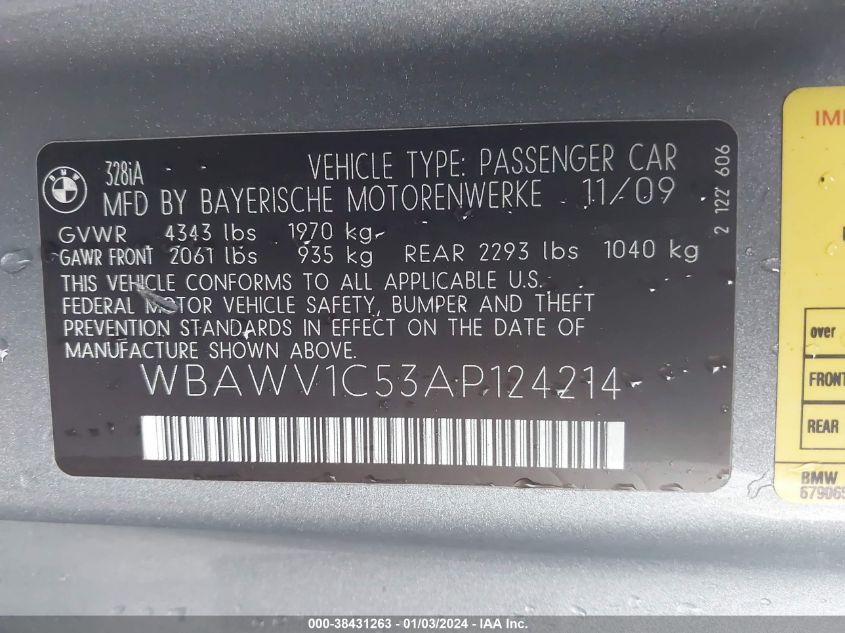 BMW
328iA
VEHICLE TYPE: PASSENGER CAR
MFD BY BAYERISCHE MOTORENWERKE 11/09
GVWR 4343 lbs 1970 kg
GAWR FRONT 2061 lbs 935 kg REAR 2293 lbs 1040 kg
THIS VEHICLE CONFORMS TO ALL APPLICABLE U.S.
FEDERAL MOTOR VEHICLE SAFETY, BUMPER AND THEFT
PREVENTION STANDARDS IN EFFECT ON THE DATE OF
MANUFACTURE SHOWN ABOVE.
WBAWV1C53AP124214
2 122 606
over
FRONT
REAR
BMW
000-38431263 - 01/03/2024 - IAA Inc.